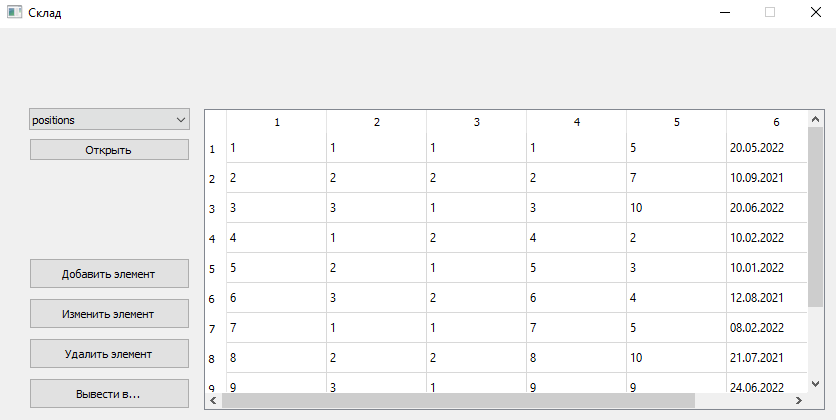 Склад
positions
Открыть
Добавить элемент
Изменить элемент
Удалить элемент
Вывести в...
1 2 3 4 5 6
1 1 1 1 1 5 20.05.2022
2 2 2 2 2 7 10.09.2021
3 3 3 1 3 10 20.06.2022
4 4 1 2 4 2 10.02.2022
5 5 2 1 5 3 10.01.2022
6 6 3 2 6 4 12.08.2021
7 7 1 1 7 5 08.02.2022
8 8 2 2 8 10 21.07.2021
9 9 3 1 9 9 24.06.2022